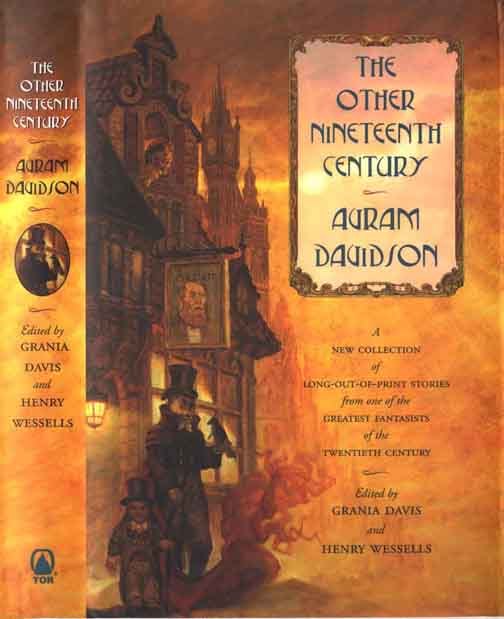 THE
OTHER
NINETEENTH
CENTURY
AVRAM
DAVIDSON
Edited by
GRANIA
DAVIS
and
HENRY
WESSELLS
TOR®
THE
OTHER
NINETEENTH
CENTURY
AVRAM
DAVIDSON
A
NEW COLLECTION
of
LONG-OUT-OF-PRINT STORIES
from one of the
GREATEST FANTASISTS
of the
TWENTIETH CENTURY
Edited by
GRANIA DAVIS
and
HENRY WESSELLS